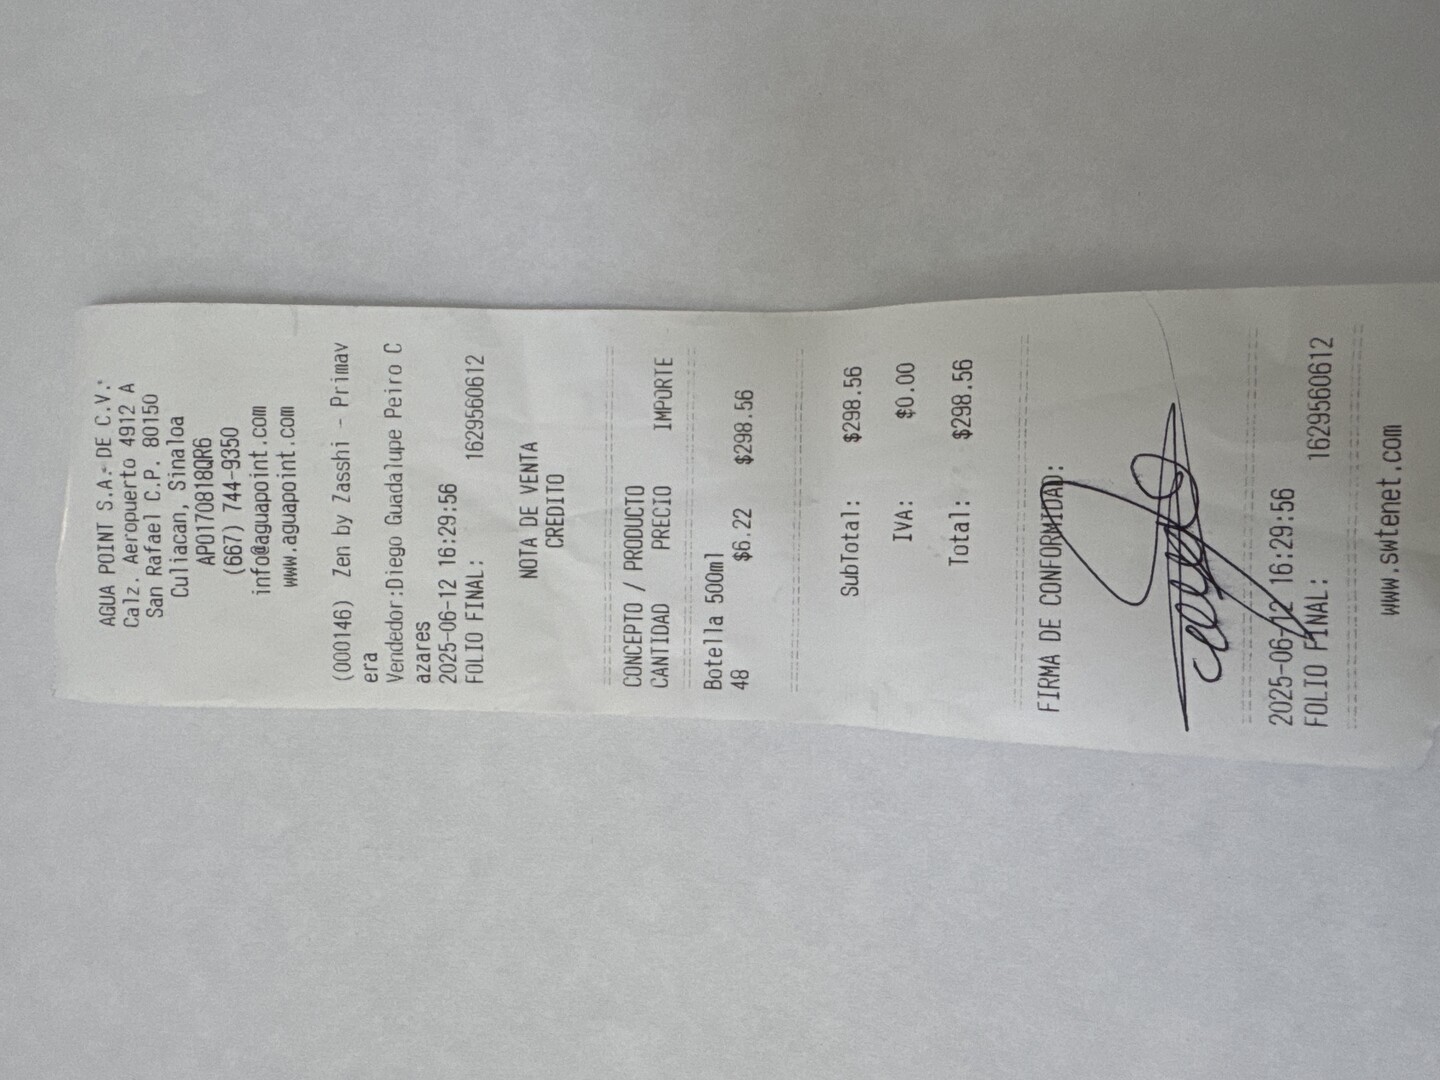 AGUA POINT S.A. DE C.V.
Calz. Aeropuerto 4912 A
San Rafael C.P. 80150
Culiacan, Sinaloa
APO170818QR6
(667) 744-9350
info@aguapoint.com
www.aguapoint.com
(000146) Zen by Zasshi - Primav
era
Vendedor:Diego Guadalupe Peiro C
azares
2025-06-12 16:29:56
FOLIO FINAL: 1629560612
NOTA DE VENTA
CREDITO
CONCEPTO / PRODUCTO
CANTIDAD PRECIO IMPORTE
Botella 500ml
48 $6.22 $298.56
SubTotal: $298.56
IVA: $0.00
Total: $298.56
FIRMA DE CONFORMIDAD:
2025-06-12 16:29:56
FOLIO FINAL: 1629560612
www.swtenet.com